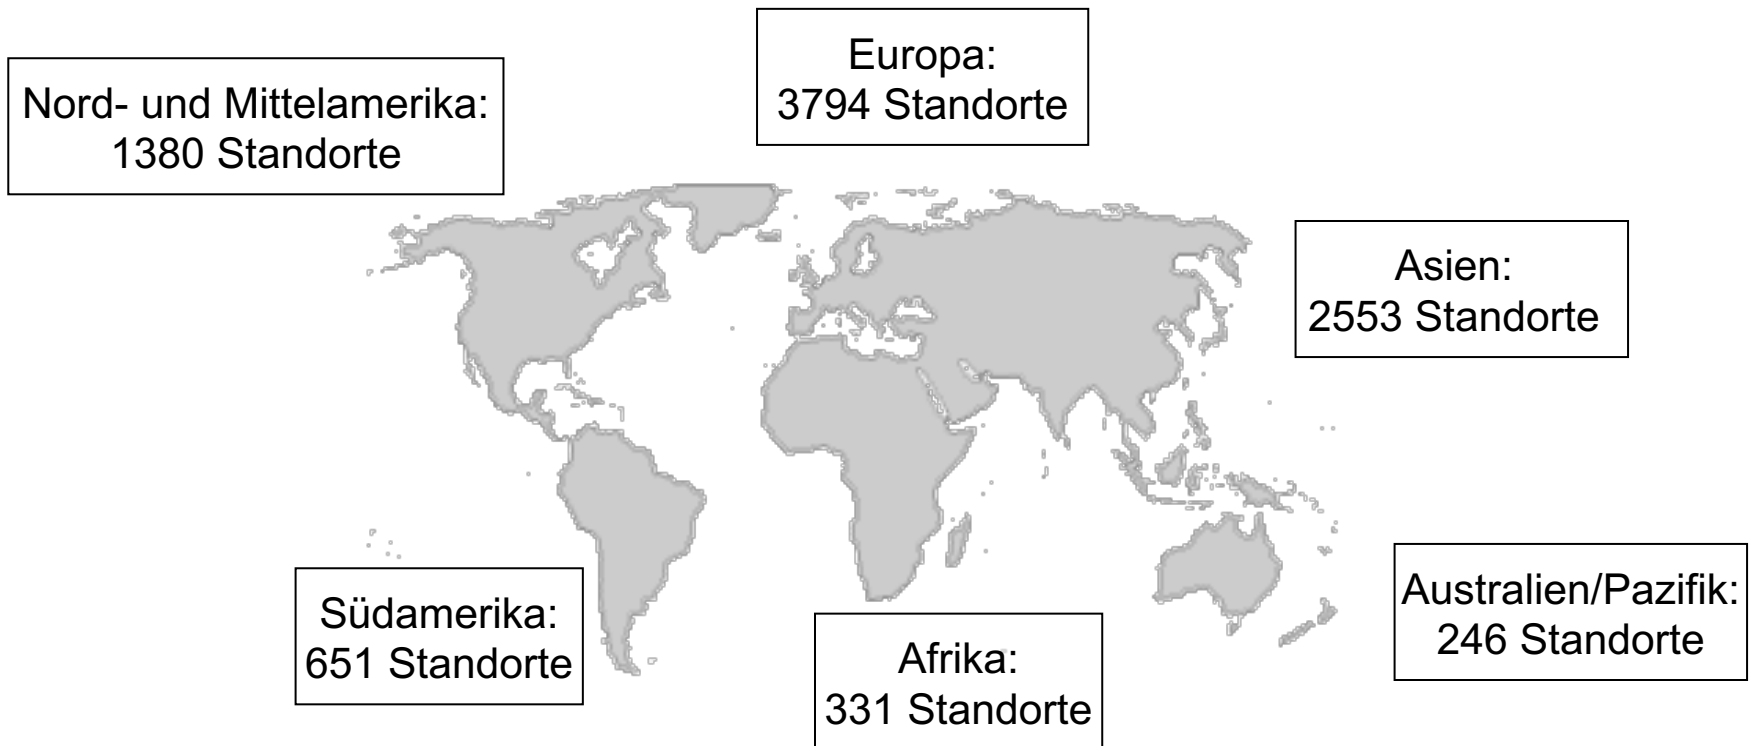 Europa:
3794 Standorte
Nord- und Mittelamerika:
1380 Standorte
Asien:
2553 Standorte
Südamerika:
651 Standorte
Afrika:
331 Standorte
Australien/Pazifik:
246 Standorte